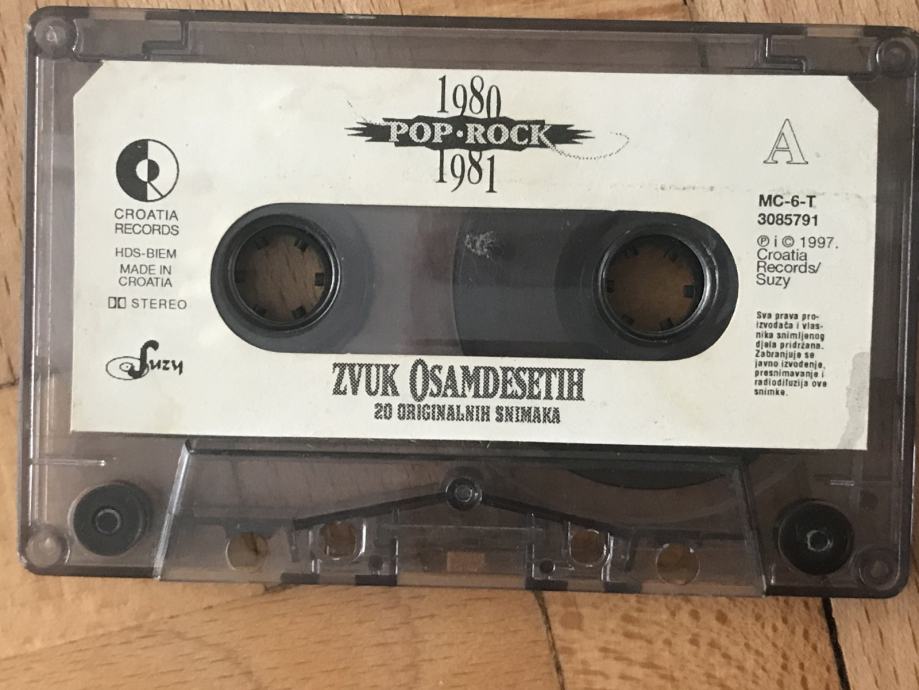 1980
POP·ROCK
1981
CROATIA
RECORDS
HDS-BIEM
MADE IN
CROATIA
STEREO
Suzy
A
MC-6-T
3085791
℗ i © 1997.
Croatia
Records/
Suzy
Sva prava pro-
izvođača i vlas-
nika snimljenog
djela pridržana.
Zabranjuje se
javno izvođenje,
presnimavanje i
radiodifuzija ove
snimke.
ZVUK OSAMDESETIH
20 ORIGINALNIH SNIMAKA